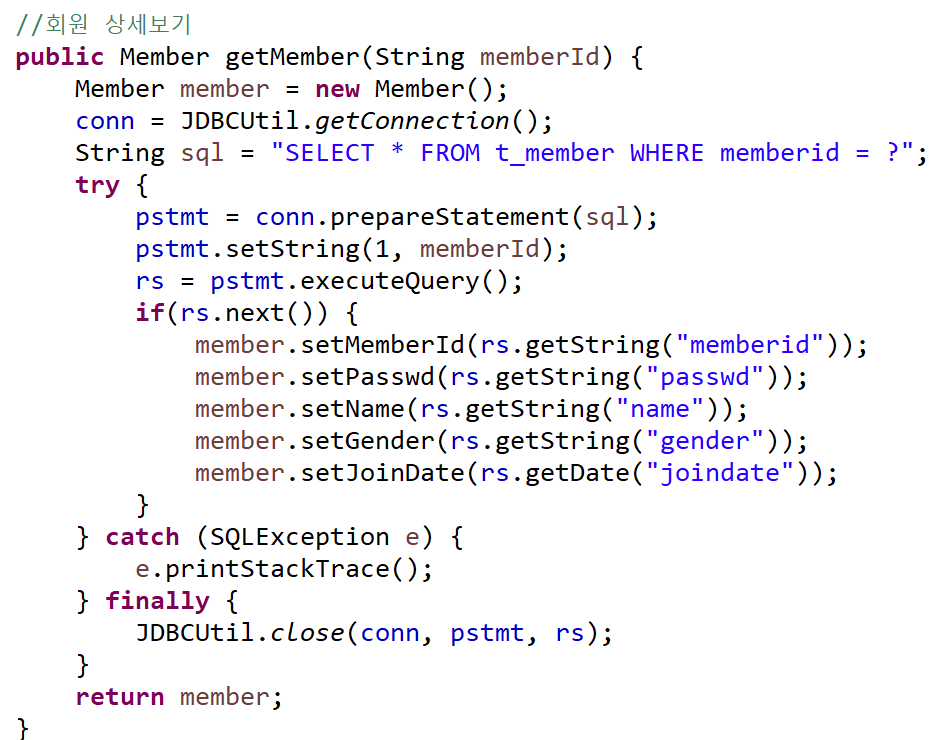 //회원 상세보기
public Member getMember(String memberId) {
    Member member = new Member();
    conn = JDBCUtil.getConnection();
    String sql = "SELECT * FROM t_member WHERE memberid = ?";
    try {
        pstmt = conn.prepareStatement(sql);
        pstmt.setString(1, memberId);
        rs = pstmt.executeQuery();
        if(rs.next()) {
            member.setMemberId(rs.getString("memberid"));
            member.setPasswd(rs.getString("passwd"));
            member.setName(rs.getString("name"));
            member.setGender(rs.getString("gender"));
            member.setJoinDate(rs.getDate("joindate"));
        }
    } catch (SQLException e) {
        e.printStackTrace();
    } finally {
        JDBCUtil.close(conn, pstmt, rs);
    }
    return member;
}